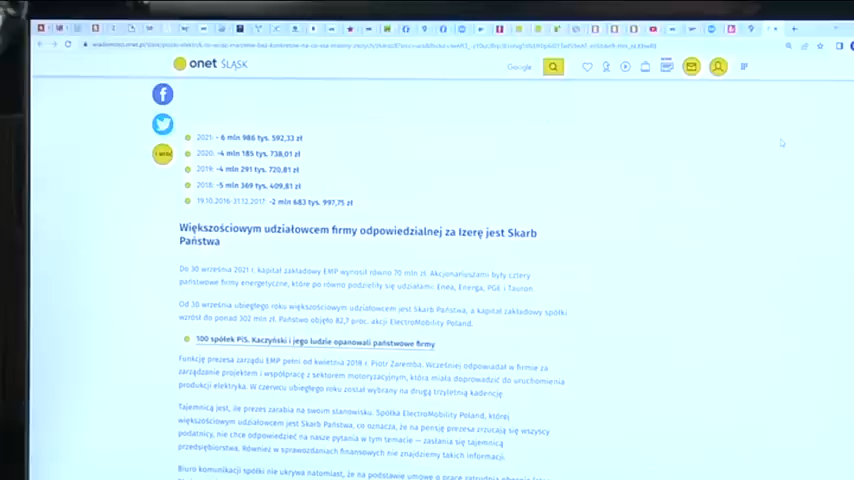 onet ŚLĄSK
Google
2021: - 6 mln 986 tys. 592,33 zł
2020: -4 mln 185 tys. 738,01 zł
2019: -4 mln 291 tys. 720,81 zł
2018: -5 mln 369 tys. 409,81 zł
19.10.2016-31.12.2017: -2 mln 683 tys. 997,75 zł
Większościowym udziałowcem firmy odpowiedzialnej za Izerę jest Skarb
Państwa
Do 30 września 2021 r. kapitał zakładowy EMP wynosił równo 70 mln zł. Akcjonariuszami były cztery
państwowe firmy energetyczne, które po równo podzieliły się udziałami: Enea, Energa, PGE i Tauron.
Od 30 września ubiegłego roku większościowym udziałowcem jest Skarb Państwa, a kapitał zakładowy spółki
wzrósł do ponad 302 mln zł. Państwo objęło 82,7 proc. akcji ElectroMobility Poland.
100 spółek PiS. Kaczyński i jego ludzie opanowali państwowe firmy
Funkcję prezesa zarządu EMP pełni od kwietnia 2018 r. Piotr Zaremba. Wcześniej odpowiadał w firmie za
zarządzanie projektem i współpracę z sektorem motoryzacyjnym, która miała doprowadzić do uruchomienia
produkcji elektryka. W czerwcu ubiegłego roku został wybrany na drugą trzyletnią kadencję.
Tajemnicą jest, ile prezes zarabia na swoim stanowisku. Spółka ElectroMobility Poland, której
większościowym udziałowcem jest Skarb Państwa, co oznacza, że na pensję prezesa zrzucają się wszyscy
podatnicy, nie chce odpowiedzieć na nasze pytania w tym temacie — zasłania się tajemnicą
przedsiębiorstwa. Również w sprawozdaniach finansowych nie znajdziemy takich informacji.
Biuro komunikacji spółki nie ukrywa natomiast, że na podstawie umowy o pracę zatrudnia obecnie